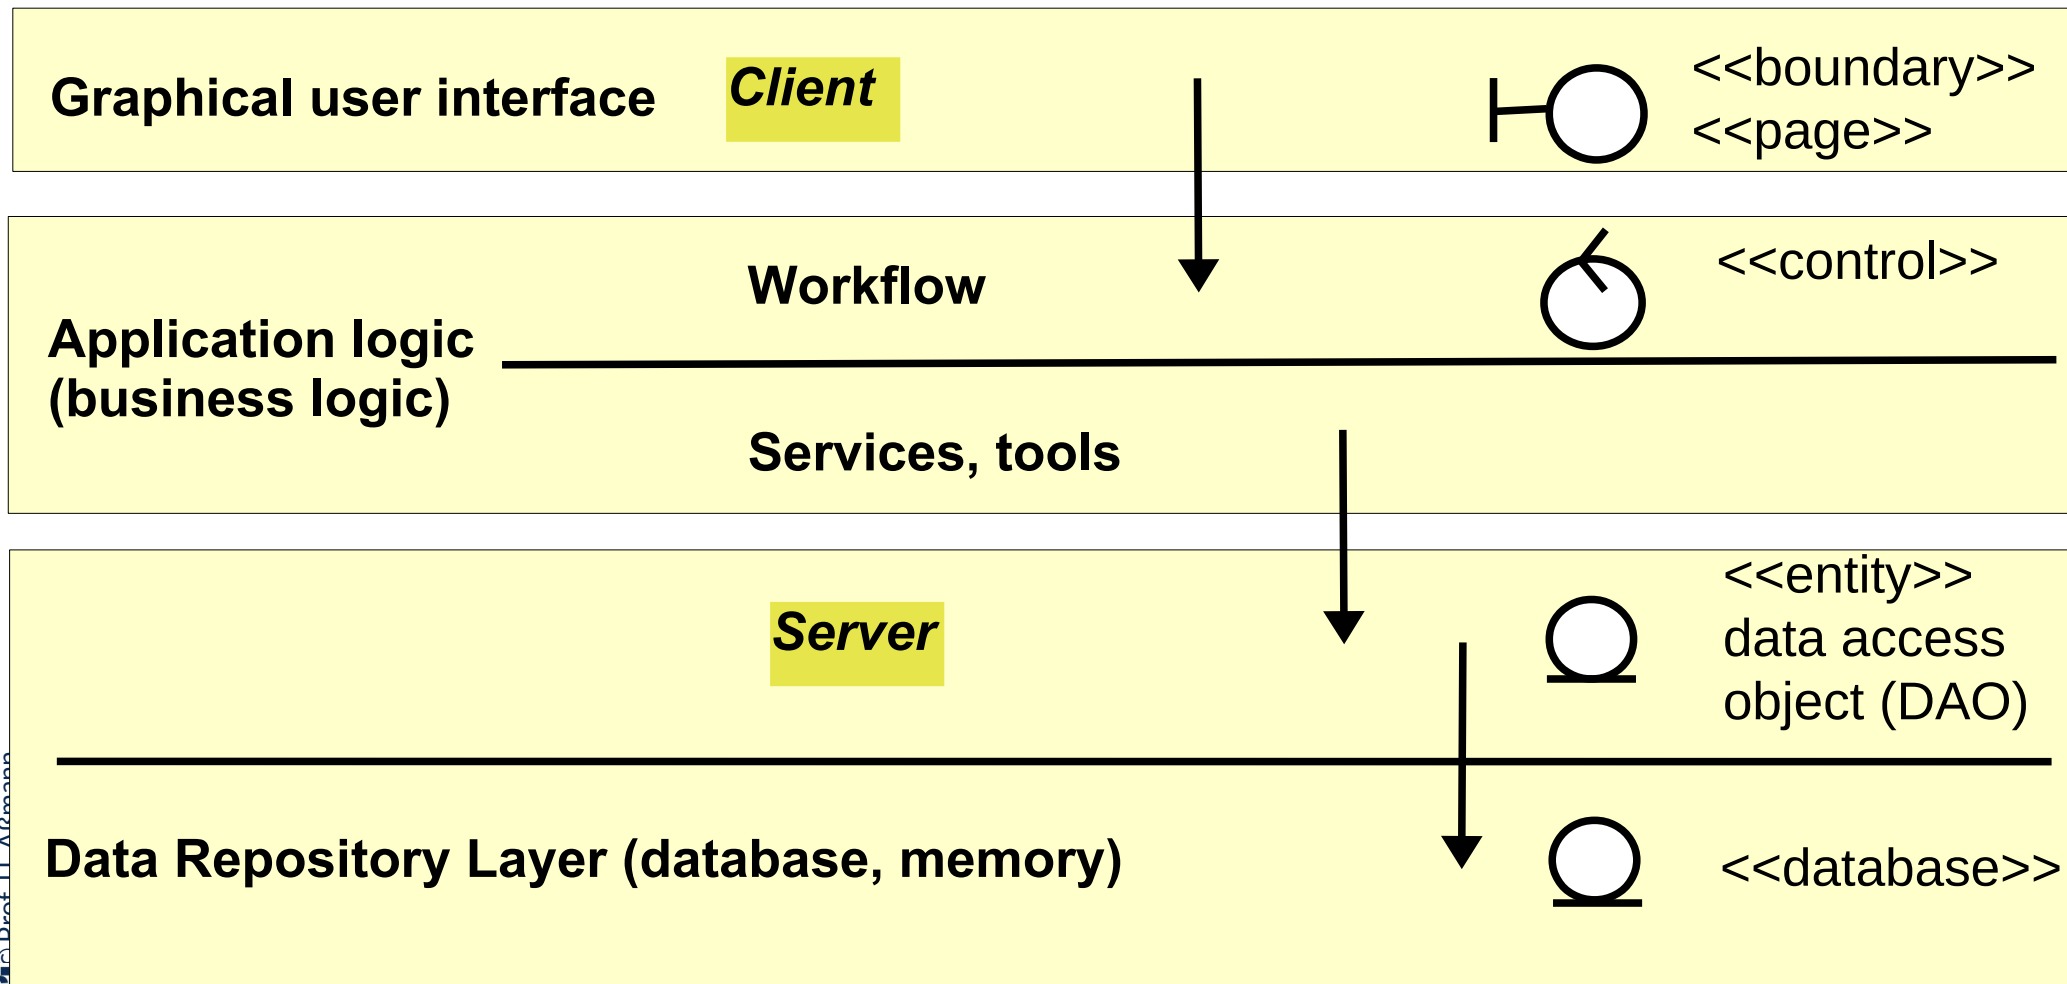 Graphical user interface
Client
<<boundary>>
<<page>>
Workflow
<<control>>
Application logic
(business logic)
Services, tools
Server
<<entity>>
data access
object (DAO)
Data Repository Layer (database, memory)
<<database>>